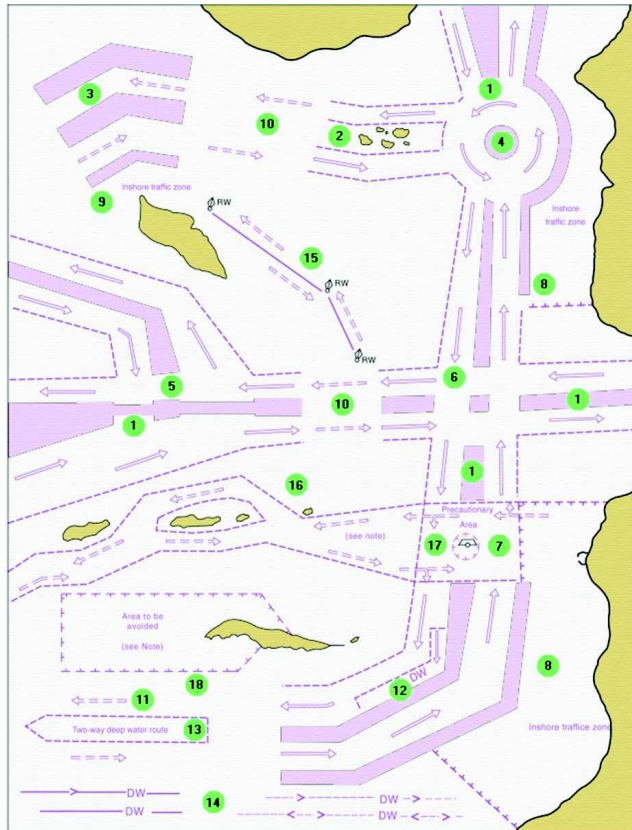 1
3
10
2
4
Inshore traffic zone
9
RW
Inshore
traffic zone
15
8
RW
RW
5
6
10
1
1
1
16
Precautionary
Area
(see note)
17
7
Area to be
avoided
(see Note)
8
DW
12
18
11
Two-way deep water route
13
Inshore traffice zone
DW
DW
14
DW
DW